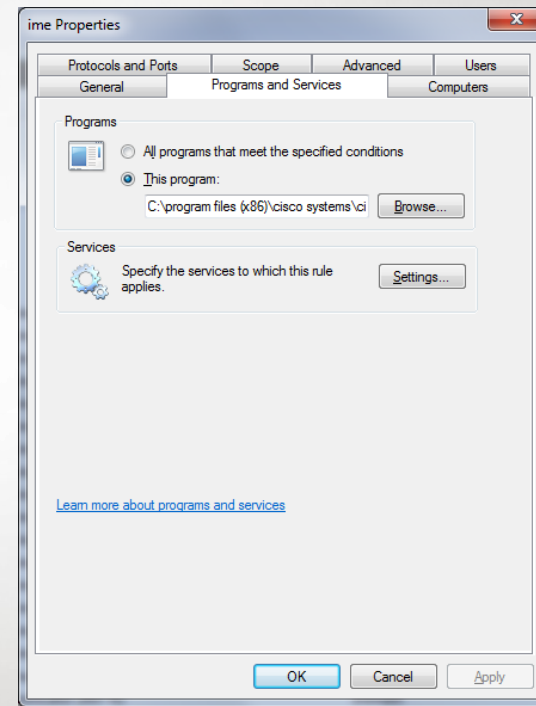 ime Properties
Protocols and Ports Scope Advanced Users
General Programs and Services Computers
Programs
All programs that meet the specified conditions
This program:
C:\program files (x86)\cisco systems\ci Browse...
Services
Specify the services to which this rule Settings...
applies.
Learn more about programs and services
OK Cancel Apply